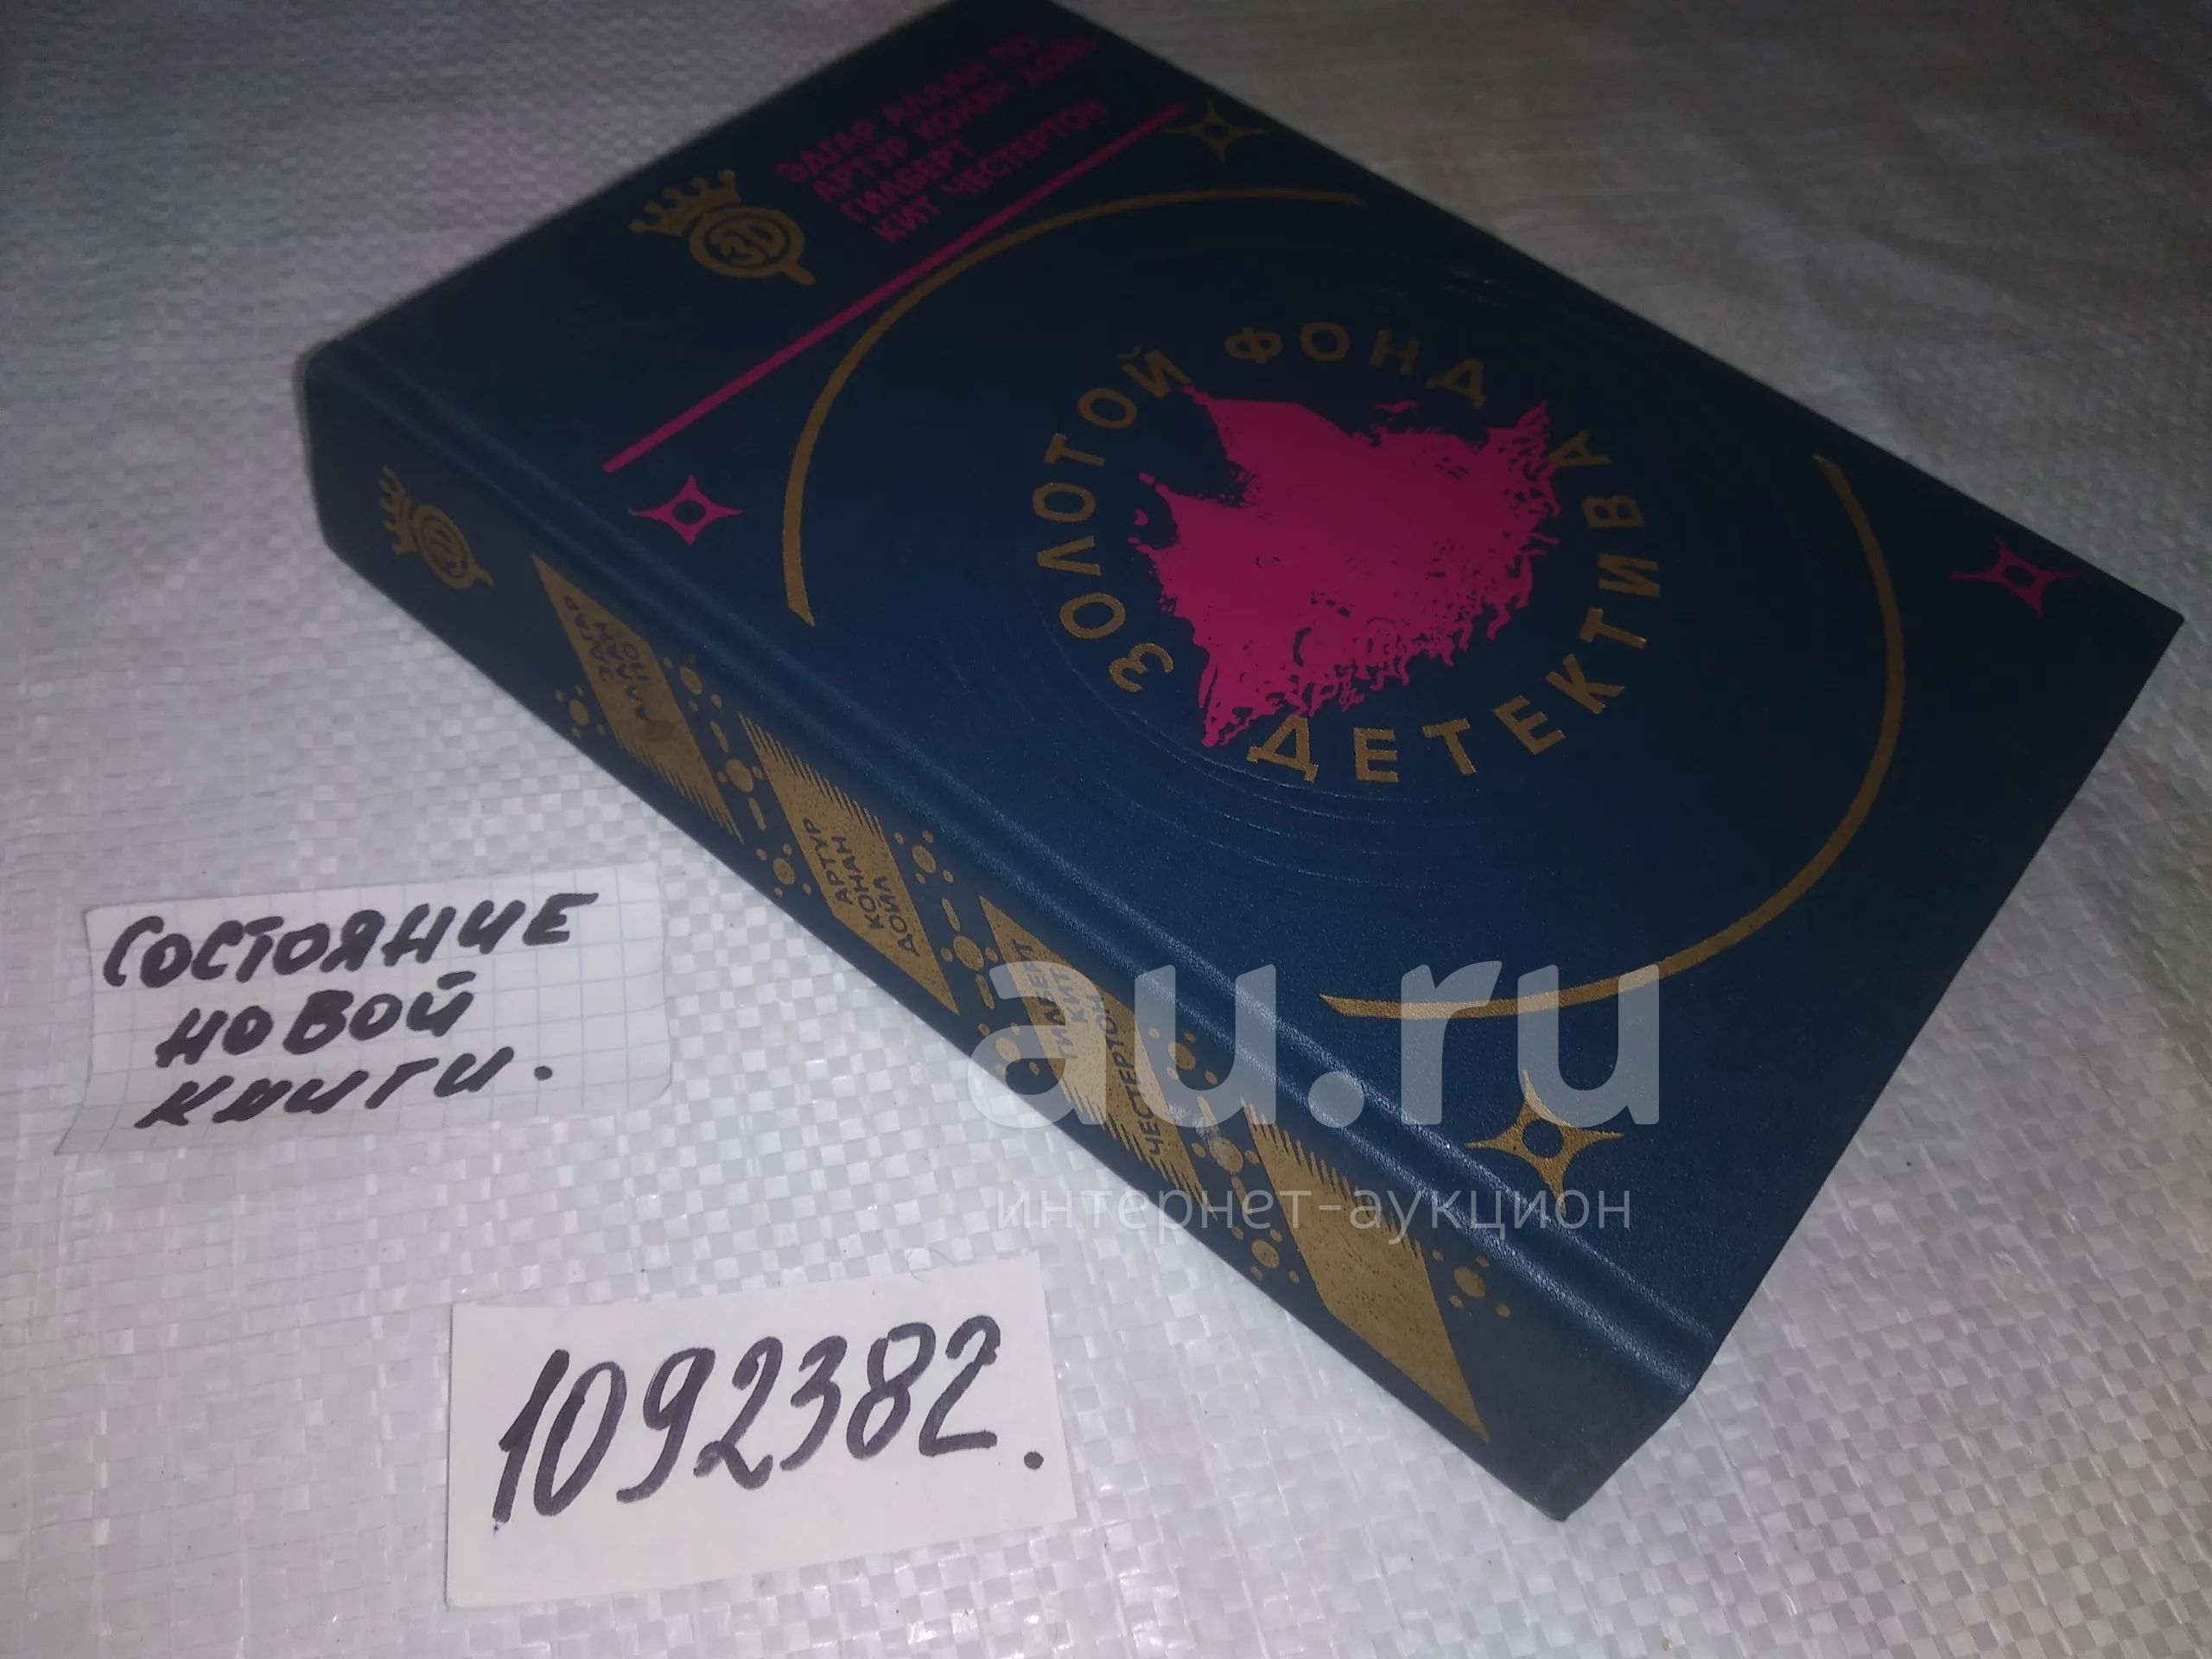 ЭДГАР АЛЛАН ПО
АРТУР КОНАН ДОЙЛ
ГИЛБЕРТ
КИТ ЧЕСТЕРТОН
ЗОЛОТОЙ ФОНД
ДЕТЕКТИВА
ЭДГАР
АЛЛАН
ПО
АРТУР
КОНАН
ДОЙЛ
ГИЛБЕРТ
КИТ
ЧЕСТЕРТОН
СОСТОЯНИЕ
НОВОЙ
КНИГИ.
1092382.
au.ru
интернет-аукцион